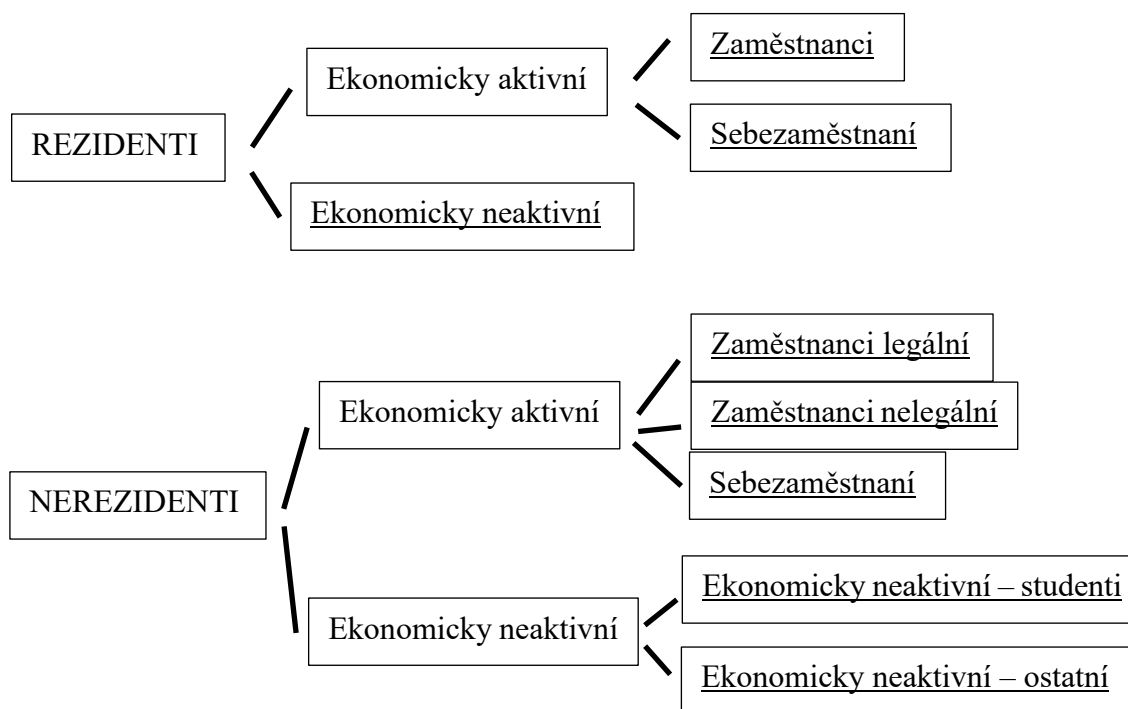 Zaměstnanci
Ekonomicky aktivní
Sebezaměstnaní
REZIDENTI
Ekonomicky neaktivní
Zaměstnanci legální
Ekonomicky aktivní
Zaměstnanci nelegální
Sebezaměstnaní
NEREZIDENTI
Ekonomicky neaktivní – studenti
Ekonomicky neaktivní
Ekonomicky neaktivní – ostatní